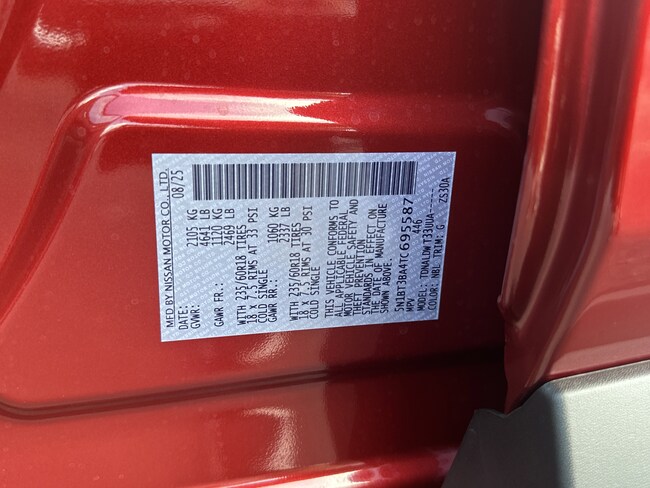 MFD BY NISSAN MOTOR CO., LTD.
DATE: 08/25
GVWR: 2105 KG
4641 LB
GAWR FR.: 1120 KG
2469 LB
WITH 235/60R18 TIRES
18 x 7.5 RIMS AT 33 PSI
COLD SINGLE
GAWR RR.: 1060 KG
2337 LB
WITH 235/60R18 TIRES
18 x 7.5 RIMS AT 30 PSI
COLD SINGLE
THIS VEHICLE CONFORMS TO
ALL APPLICABLE FEDERAL
MOTOR VEHICLE SAFETY AND
THEFT PREVENTION
STANDARDS IN EFFECT ON
THE DATE OF MANUFACTURE
SHOWN ABOVE.
5N1BT3BA4TC695587
MPV 446
MODEL: TDNALDW T33UUA-----
COLOR: NBL TRIM: G ZS30A